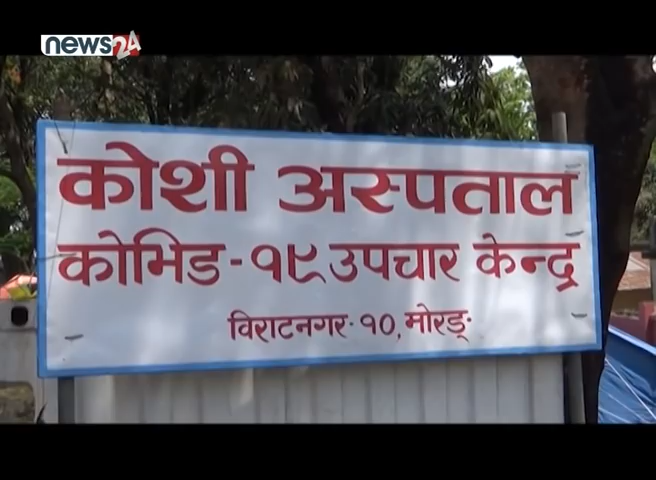 news24
कोशी अस्पताल
कोभिड - १९ उपचार केन्द्र
विराटनगर- १०, मोरङ्ग